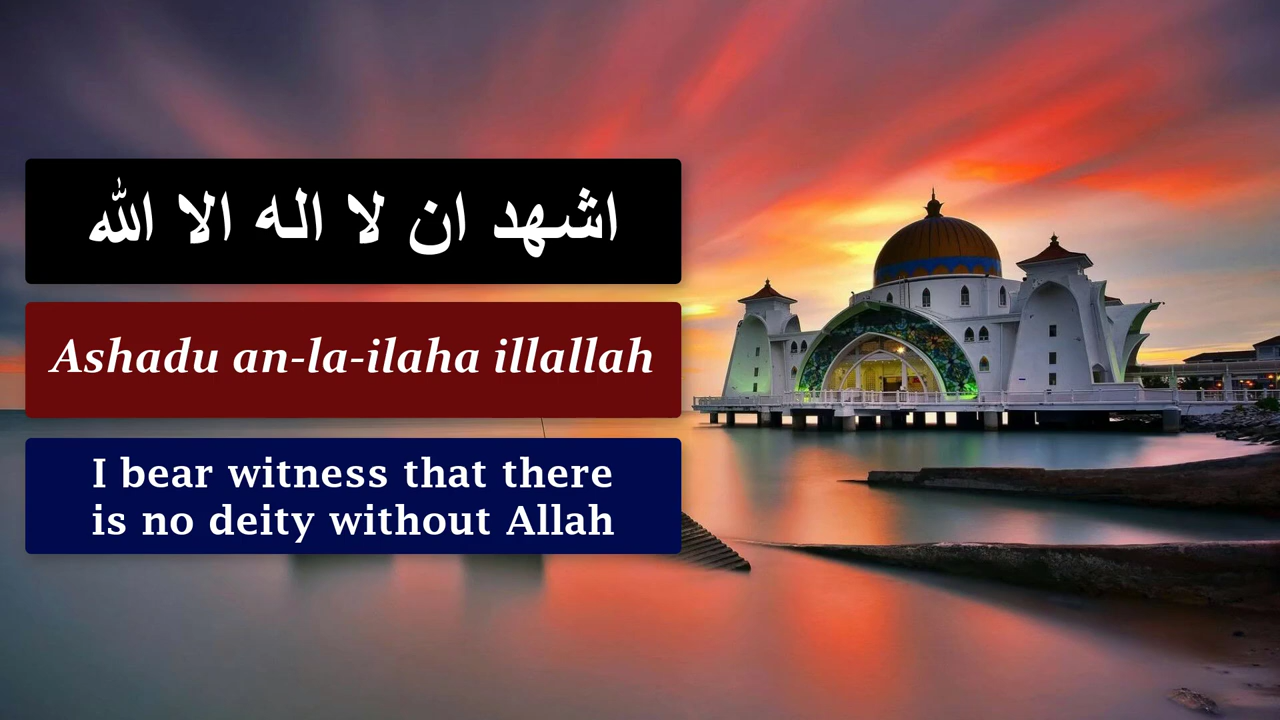 اشهد ان لا اله الا الله
Ashadu an-la-ilaha illallah
I bear witness that there
is no deity without Allah